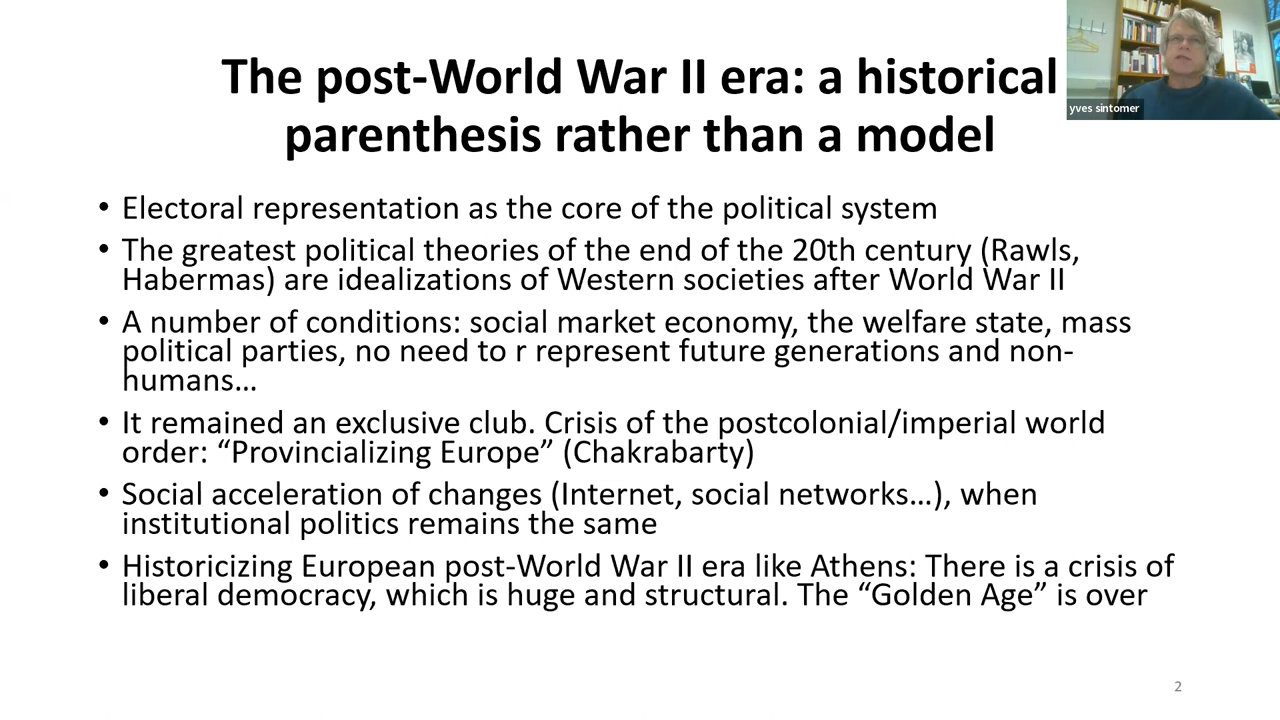 The post-World War II era: a historical
parenthesis rather than a model
yves sintomer
• Electoral representation as the core of the political system
• The greatest political theories of the end of the 20th century (Rawls,
Habermas) are idealizations of Western societies after World War II
• A number of conditions: social market economy, the welfare state, mass
political parties, no need to r represent future generations and non-
humans…
• It remained an exclusive club. Crisis of the postcolonial/imperial world
order: “Provincializing Europe” (Chakrabarty)
• Social acceleration of changes (Internet, social networks…), when
institutional politics remains the same
• Historicizing European post-World War II era like Athens: There is a crisis of
liberal democracy, which is huge and structural. The “Golden Age” is over
2